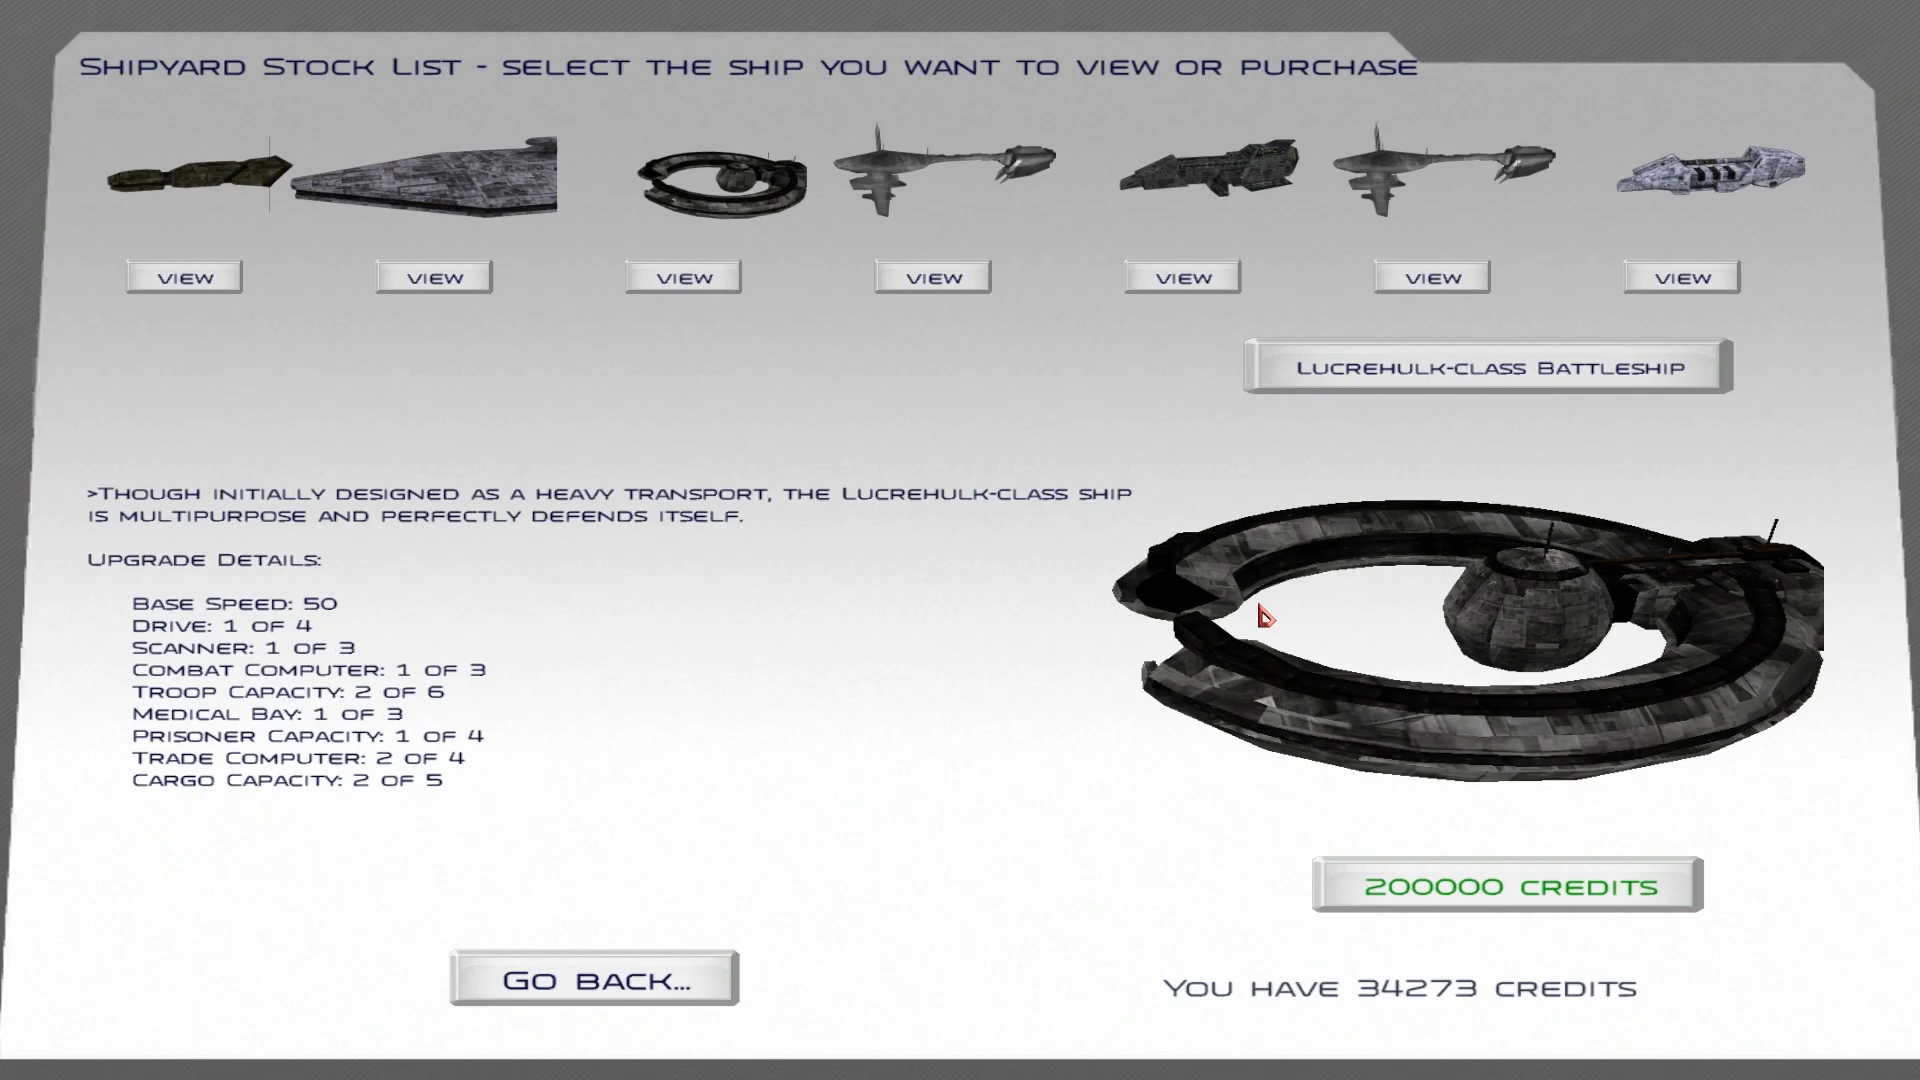 Shipyard Stock List - select the ship you want to view or purchase
view view view view view view view
Lucrehulk-class Battleship
>Though initially designed as a heavy transport, the Lucrehulk-class ship
is multipurpose and perfectly defends itself.
Upgrade Details:
Base Speed: 50
Drive: 1 of 4
Scanner: 1 of 3
Combat Computer: 1 of 3
Troop Capacity: 2 of 6
Medical Bay: 1 of 3
Prisoner Capacity: 1 of 4
Trade Computer: 2 of 4
Cargo Capacity: 2 of 5
200000 credits
Go back...
You have 34273 credits